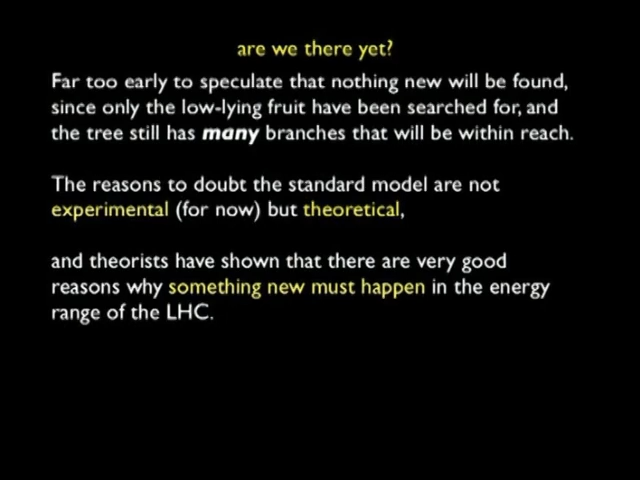 are we there yet?
Far too early to speculate that nothing new will be found,
since only the low-lying fruit have been searched for, and
the tree still has many branches that will be within reach.
The reasons to doubt the standard model are not
experimental (for now) but theoretical,
and theorists have shown that there are very good
reasons why something new must happen in the energy
range of the LHC.